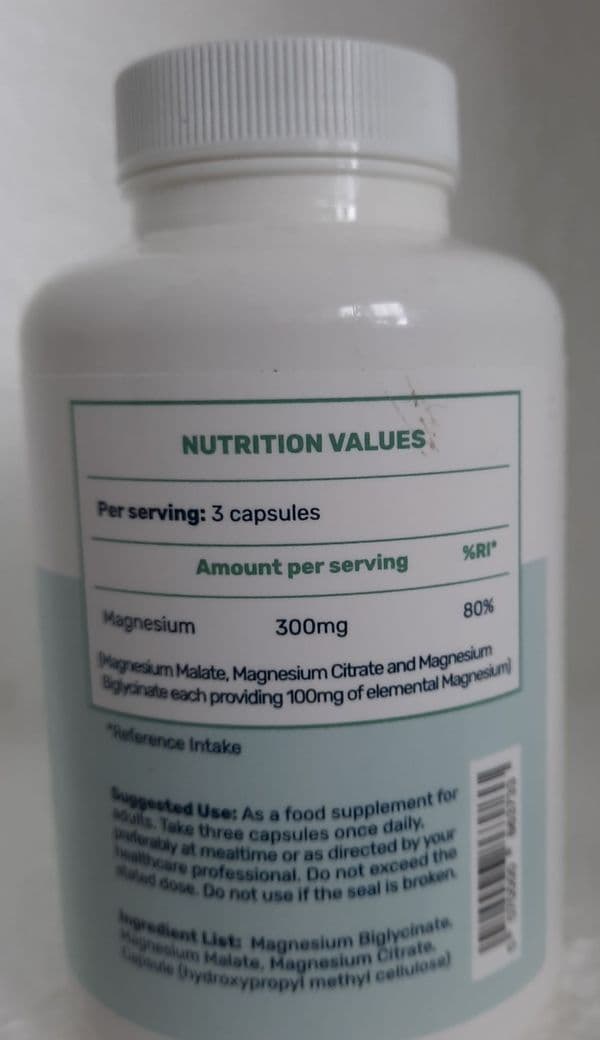 NUTRITION VALUES
Per serving: 3 capsules
Amount per serving %RI*
Magnesium 300mg 80%
(Magnesium Malate, Magnesium Citrate and Magnesium
Biglycinate each providing 100mg of elemental Magnesium)
*Reference Intake
Suggested Use: As a food supplement for
adults. Take three capsules once daily,
preferably at mealtime or as directed by your
healthcare professional. Do not exceed the
stated dose. Do not use if the seal is broken.
Ingredient List: Magnesium Biglycinate,
Magnesium Malate, Magnesium Citrate,
Capsule (hydroxypropyl methyl cellulose)